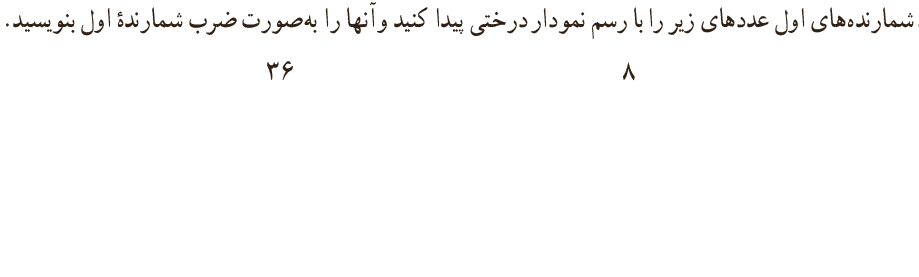 شمارنده‌های اول عددهای زیر را با رسم نمودار درختی پیدا کنید و آنها را به‌صورت ضرب شمارندهٔ اول بنویسید.
۸ ۳۶